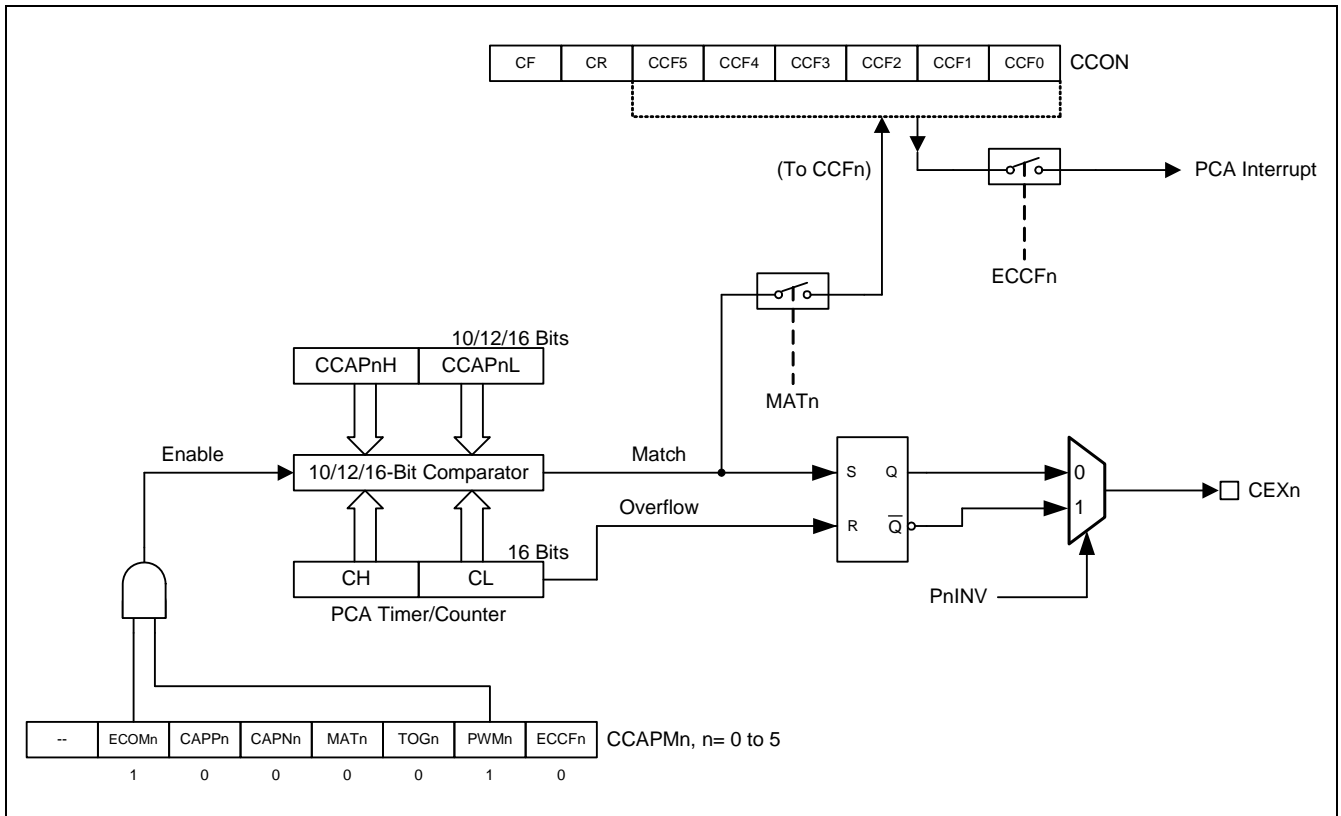 CF CR CCF5 CCF4 CCF3 CCF2 CCF1 CCF0 CCON
(To CCFn)
PCA Interrupt
ECCFn
MATn
10/12/16 Bits
CCAPnH CCAPnL
Enable
10/12/16-Bit Comparator
Match
Overflow
S Q
R Q̅
0
1
CEXn
16 Bits
CH CL
PCA Timer/Counter
PnINV
-- ECOMn CAPPn CAPNn MATn TOGn PWMn ECCFn CCAPMn, n= 0 to 5
1 0 0 0 0 1 0